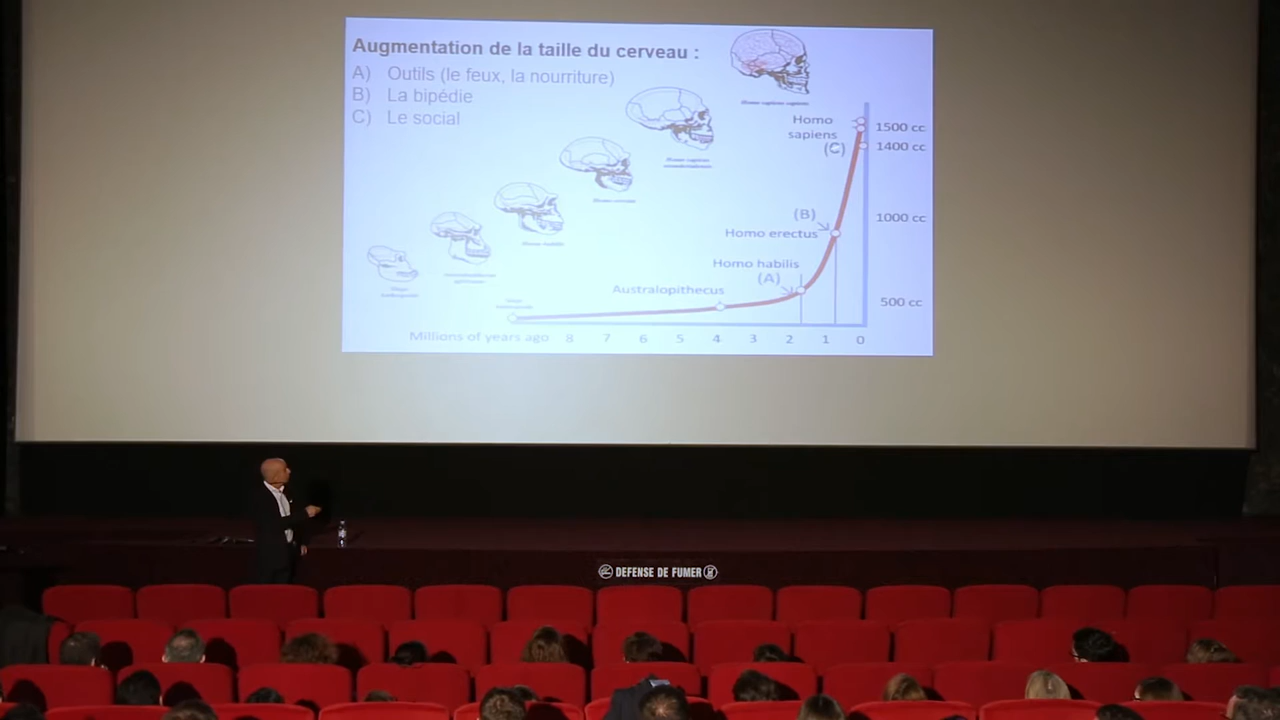 Augmentation de la taille du cerveau :
A) Outils (le feux, la nourriture)
B) La bipédie
C) Le social
Homo sapiens
(C)
1500 cc
1400 cc
(B)
Homo erectus
1000 cc
Homo habilis
(A)
Australopithecus
500 cc
Millions of years ago 8 7 6 5 4 3 2 1 0
DEFENSE DE FUMER